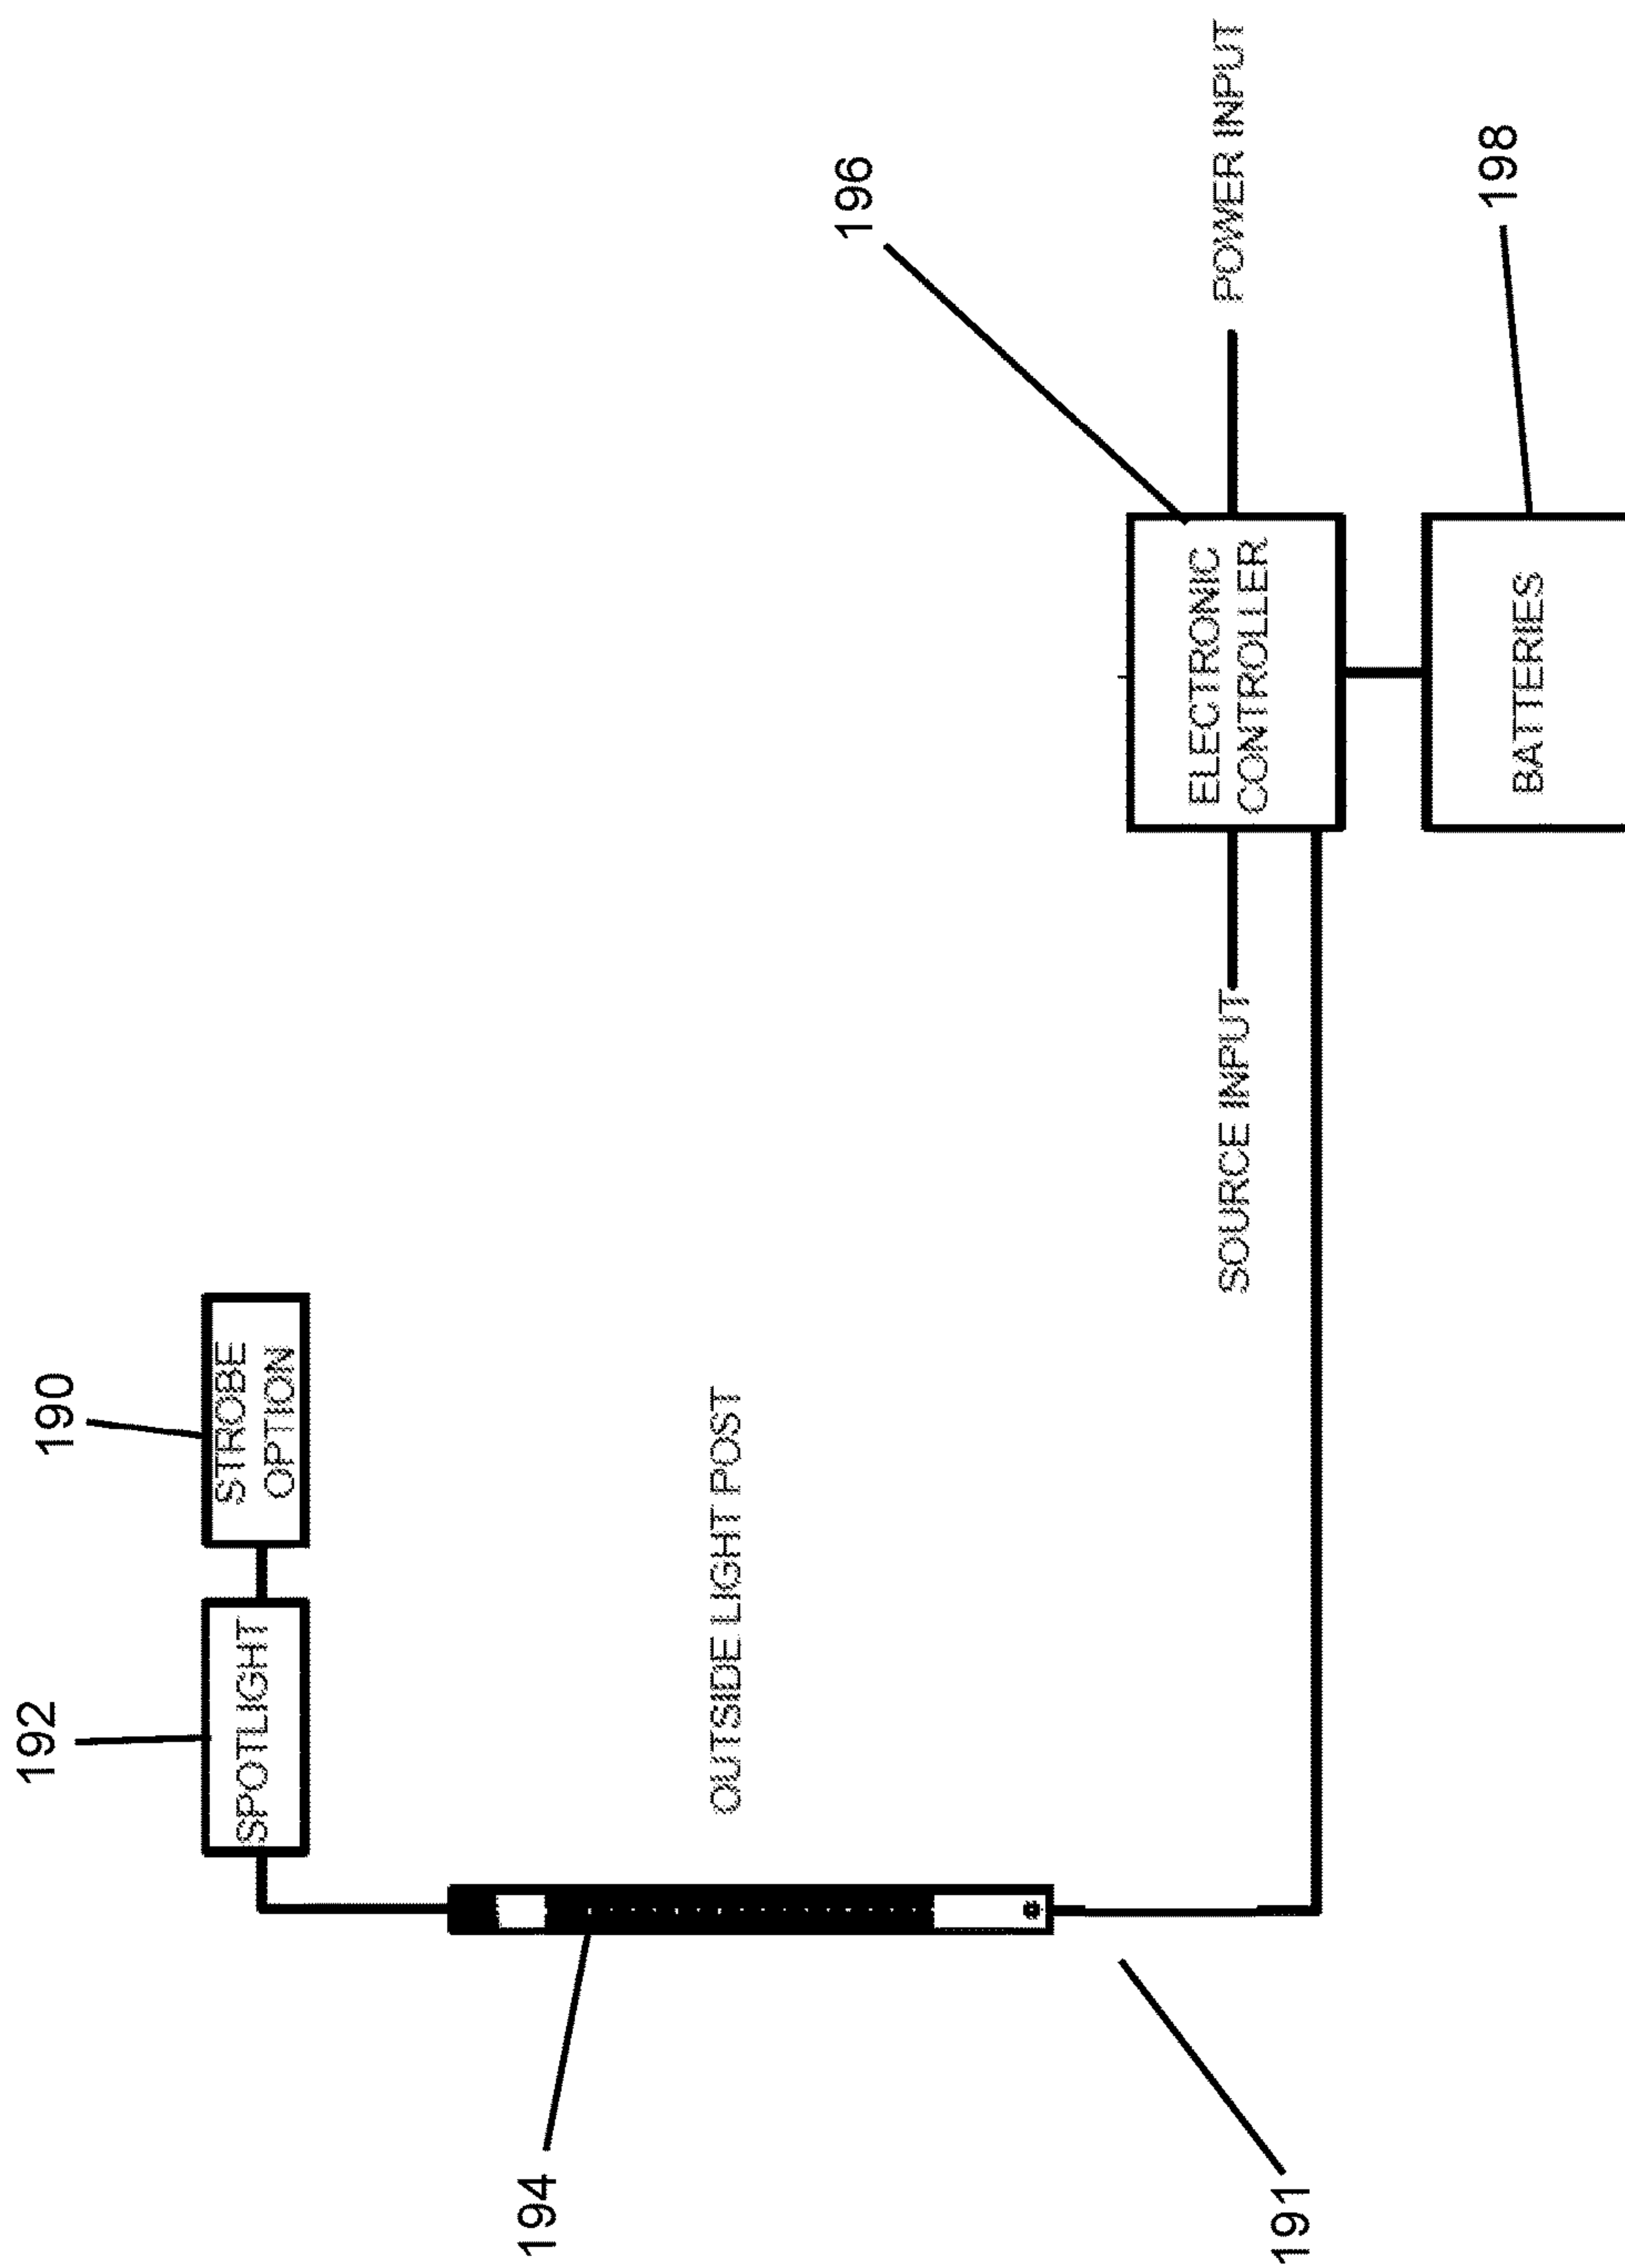 192
190
SPOTLIGHT
STROBE
OPTION
194
OUTSIDE LIGHT POST
196
191
SOURCE INPUT
ELECTRONIC
CONTROLLER
POWER INPUT
198
BATTERIES